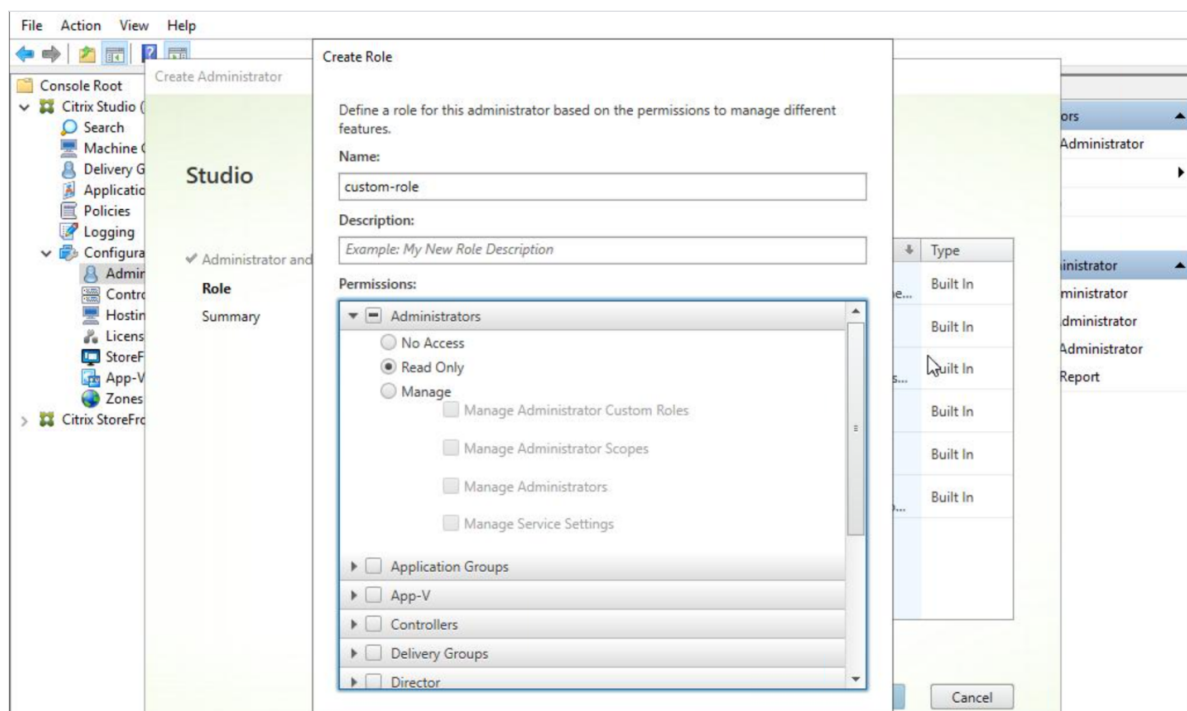 File Action View Help
Create Role
Create Administrator
Console Root
Citrix Studio (
Search
Machine
Delivery G
Applicatio
Policies
Logging
Configura
Admir
Contro
Hostin
Licens
StoreF
App-V
Zones
Citrix StoreFro
Studio
Administrator and
Role
Summary
Define a role for this administrator based on the permissions to manage different
features.
Name:
custom-role
Description:
Example: My New Role Description
Permissions:
Administrators
No Access
Read Only
Manage
Manage Administrator Custom Roles
Manage Administrator Scopes
Manage Administrators
Manage Service Settings
Application Groups
App-V
Controllers
Delivery Groups
Director
Type
Built In
Built In
Built In
Built In
Built In
Built In
Cancel
ors
Administrator
inistrator
ministrator
dministrator
Administrator
Report